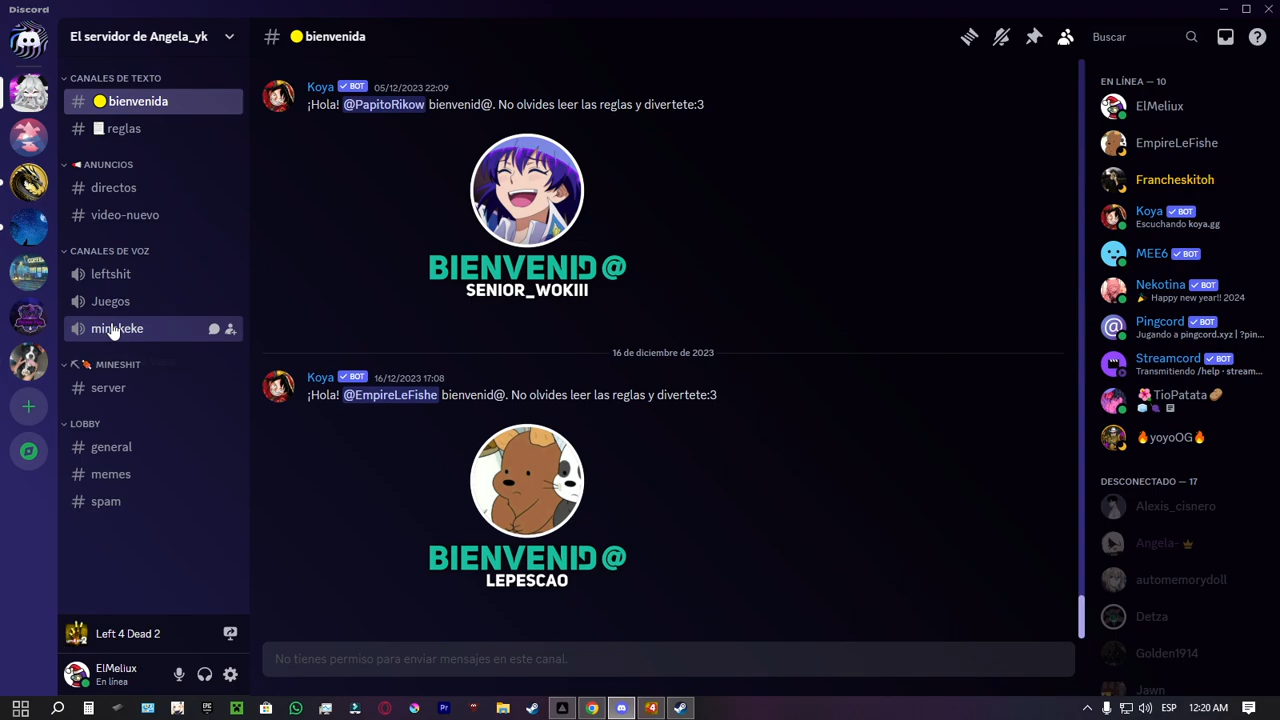 Discord
El servidor de Angela_yk
CANALES DE TEXTO
# bienvenida
# reglas
ANUNCIOS
# directos
# video-nuevo
CANALES DE VOZ
leftshit
Juegos
MINESHIT
# server
LOBBY
# general
# memes
# spam
Left 4 Dead 2
ElMeliux
En línea
# bienvenida
Buscar
Koya BOT 05/12/2023 22:09
¡Hola! @PapitoRikow bienvenid@. No olvides leer las reglas y divertete:3
BIENVENID@
SENIOR_WOKIII
16 de diciembre de 2023
Koya BOT 16/12/2023 17:08
¡Hola! @EmpireLeFishe bienvenid@. No olvides leer las reglas y divertete:3
BIENVENID@
LEPESCAO
No tienes permiso para enviar mensajes en este canal.
EN LÍNEA — 10
ElMeliux
EmpireLeFishe
Francheskitoh
Koya BOT
Escuchando koya.gg
MEE6 BOT
Nekotina BOT
Happy new year!! 2024
Pingcord BOT
Jugando a pingcord.xyz | ?pin...
Streamcord BOT
Transmitiendo /help · stream...
TioPatata
yoyoOG
DESCONECTADO — 17
Alexis_cisnero
Angela-
automemorydoll
Detza
Golden1914
Jawn
ESP
12:20 AM